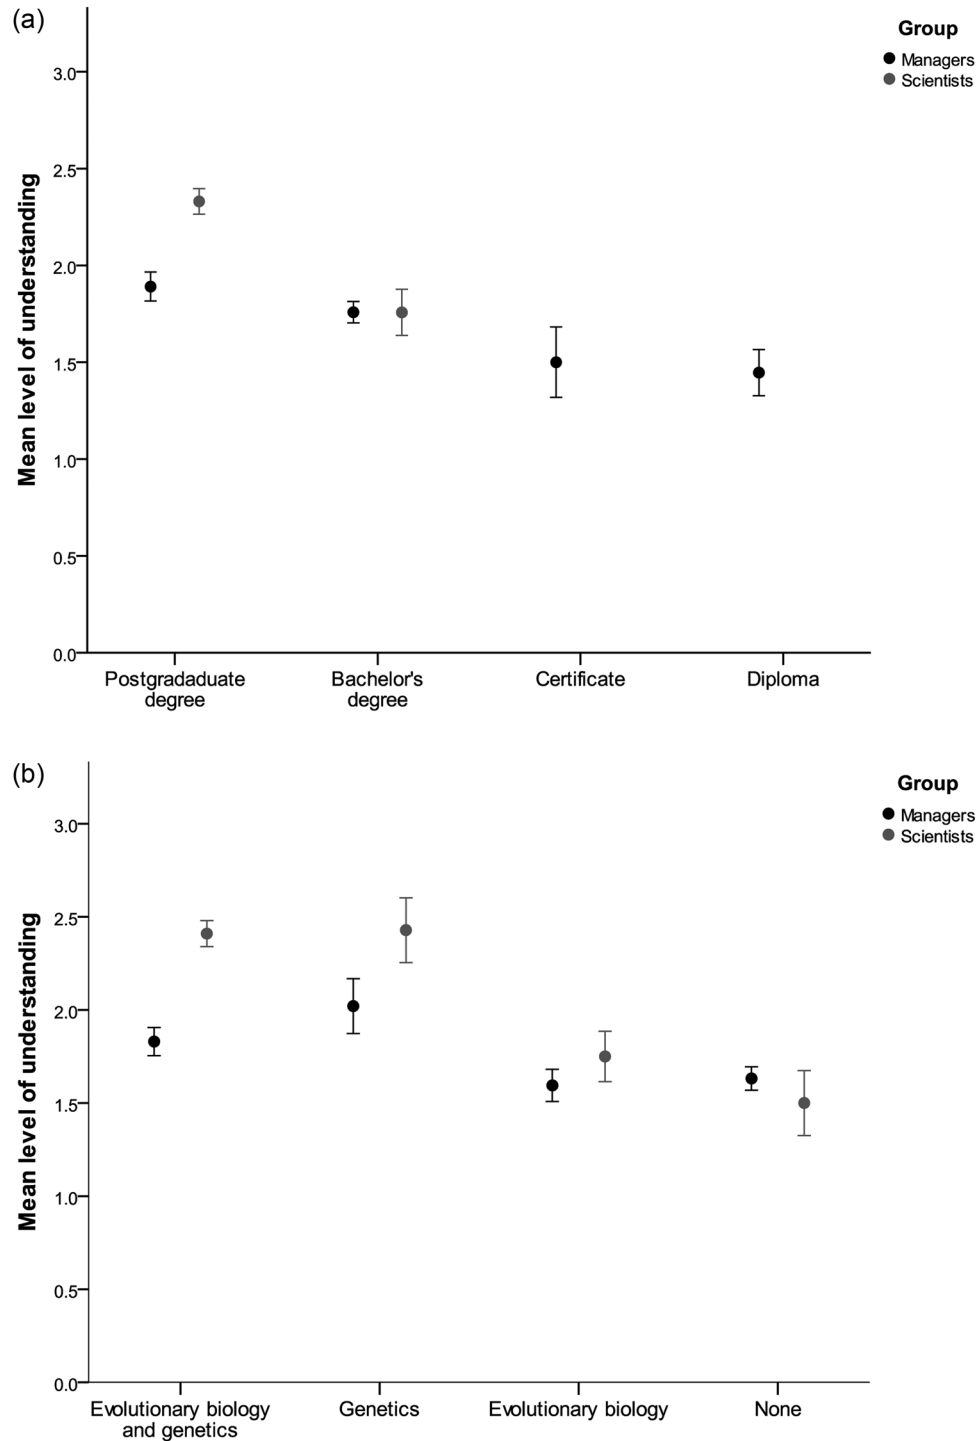 (a)
Group
Managers
Scientists
Mean level of understanding
3.0
2.5
2.0
1.5
1.0
0.5
0.0
Postgradaduate
degree
Bachelor's
degree
Certificate
Diploma
(b)
Group
Managers
Scientists
Mean level of understanding
3.0
2.5
2.0
1.5
1.0
0.5
0.0
Evolutionary biology
and genetics
Genetics
Evolutionary biology
None